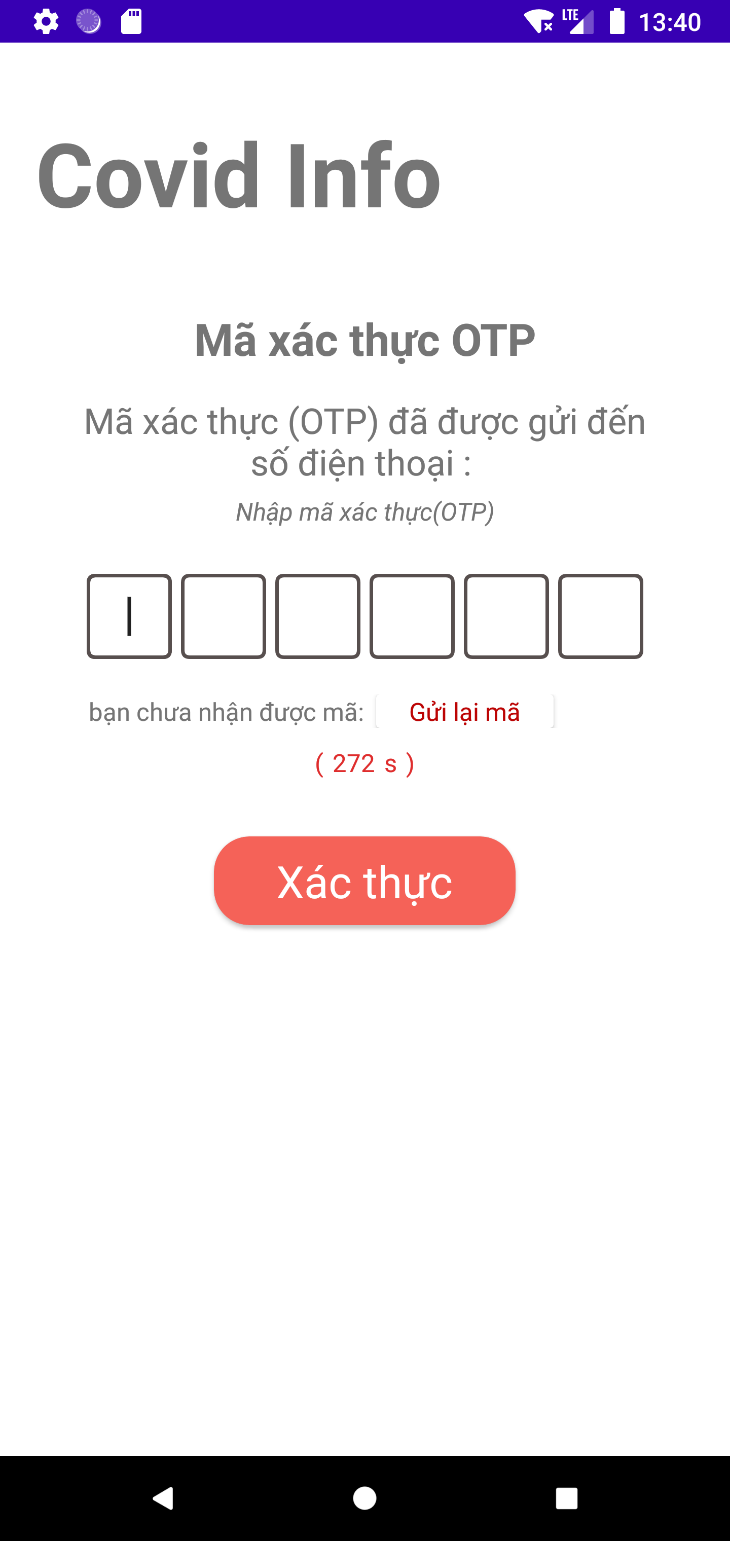 LTE 13:40
Covid Info
Mã xác thực OTP
Mã xác thực (OTP) đã được gửi đến
số điện thoại :
Nhập mã xác thực(OTP)
bạn chưa nhận được mã: Gửi lại mã
( 272 s )
Xác thực